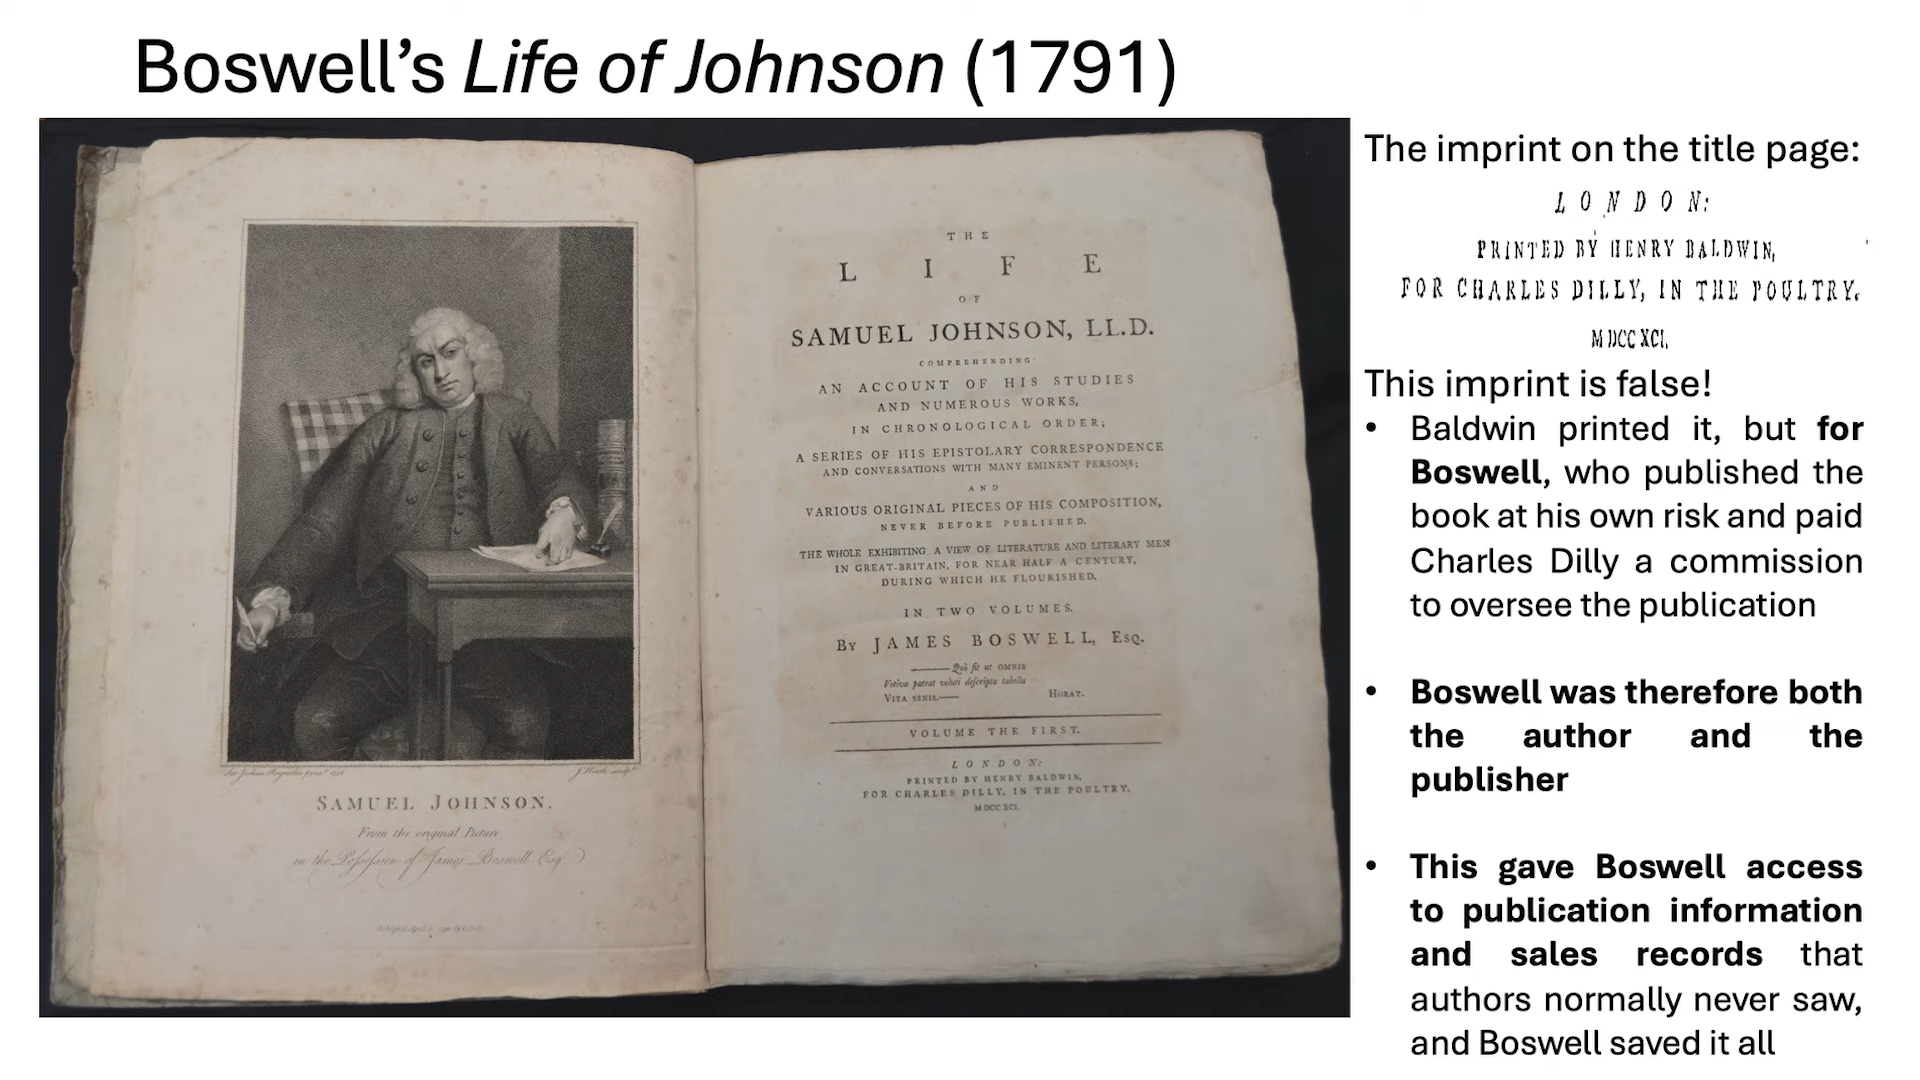 Boswell’s Life of Johnson (1791)
Sir Joshua Reynolds pinxt. 1756
J. Heath sculpt.
SAMUEL JOHNSON.
From the original Picture
in the Possession of James Boswell Esq
THE
LIFE
OF
SAMUEL JOHNSON, LL.D.
COMPREHENDING
AN ACCOUNT OF HIS STUDIES
AND NUMEROUS WORKS,
IN CHRONOLOGICAL ORDER;
A SERIES OF HIS EPISTOLARY CORRESPONDENCE
AND CONVERSATIONS WITH MANY EMINENT PERSONS;
AND
VARIOUS ORIGINAL PIECES OF HIS COMPOSITION,
NEVER BEFORE PUBLISHED.
THE WHOLE EXHIBITING A VIEW OF LITERATURE AND LITERARY MEN
IN GREAT-BRITAIN, FOR NEAR HALF A CENTURY,
DURING WHICH HE FLOURISHED.
IN TWO VOLUMES.
By JAMES BOSWELL, Esq.
——Quò fit ut OMNIS
Votiva pateat veluti deſcripta tabella
VITA SENIS.—— HORAT.
VOLUME THE FIRST.
LONDON:
PRINTED BY HENRY BALDWIN,
FOR CHARLES DILLY, IN THE POULTRY.
MDCCXCI.
The imprint on the title page:
LONDON:
PRINTED BY HENRY BALDWIN,
FOR CHARLES DILLY, IN THE POULTRY.
MDCCXCI.
This imprint is false!
• Baldwin printed it, but for
Boswell, who published the
book at his own risk and paid
Charles Dilly a commission
to oversee the publication
• Boswell was therefore both
the author and the
publisher
• This gave Boswell access
to publication information
and sales records that
authors normally never saw,
and Boswell saved it all